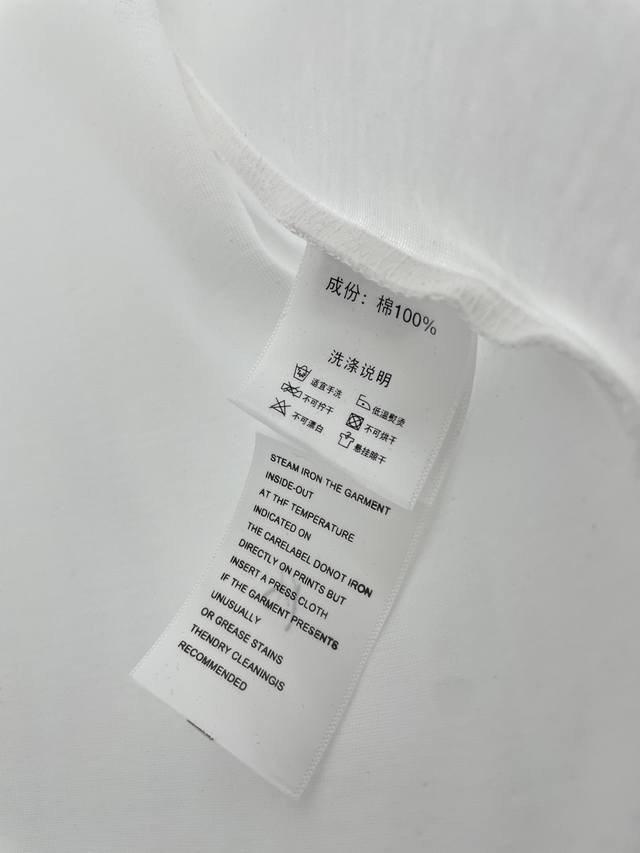 成份：棉100%
洗涤说明
适宜手洗 低温熨烫
不可拧干 不可烘干
不可漂白 悬挂晾干
STEAM IRON THE GARMENT
INSIDE-OUT
AT THF TEMPERATURE
INDICATED ON
THE CARELABEL DONOT IRON
DIRECTLY ON PRINTS BUT
INSERT A PRESS CLOTH
IF THE GARMENT PRESENTS
UNUSUALLY
OR GREASE STAINS
THENDRY CLEANINGIS
RECOMMENDED